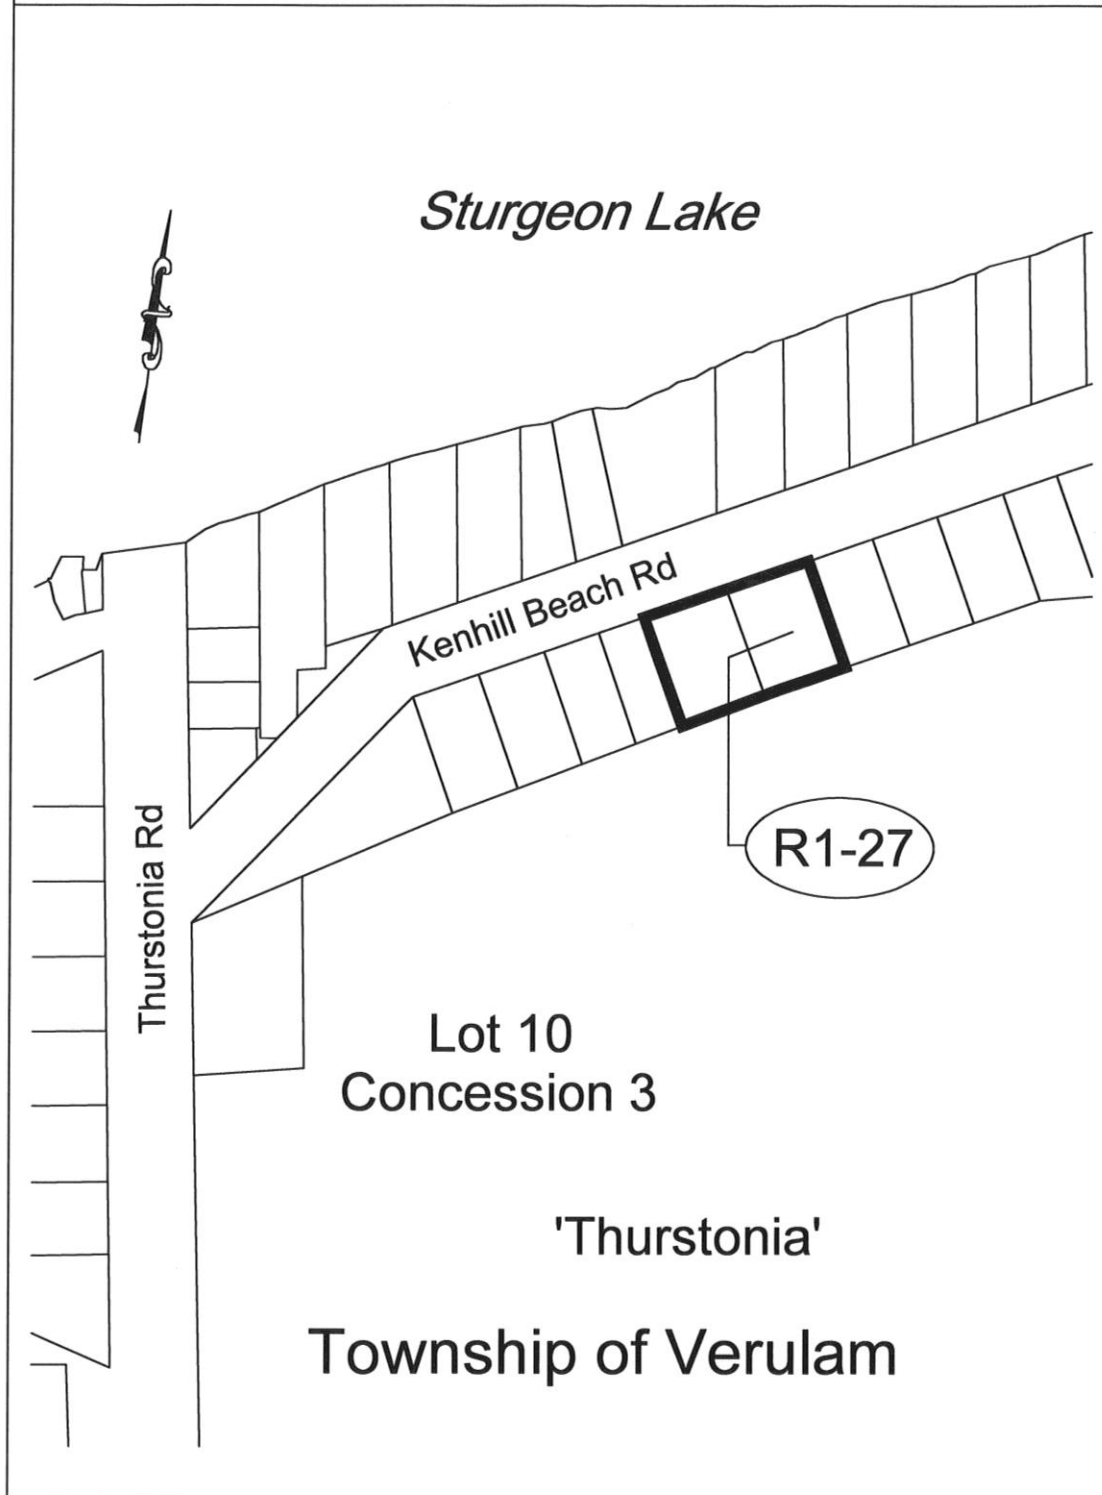 Sturgeon Lake
Kenhill Beach Rd
R1-27
Thurstonia Rd
Lot 10
Concession 3
'Thurstonia'
Township of Verulam